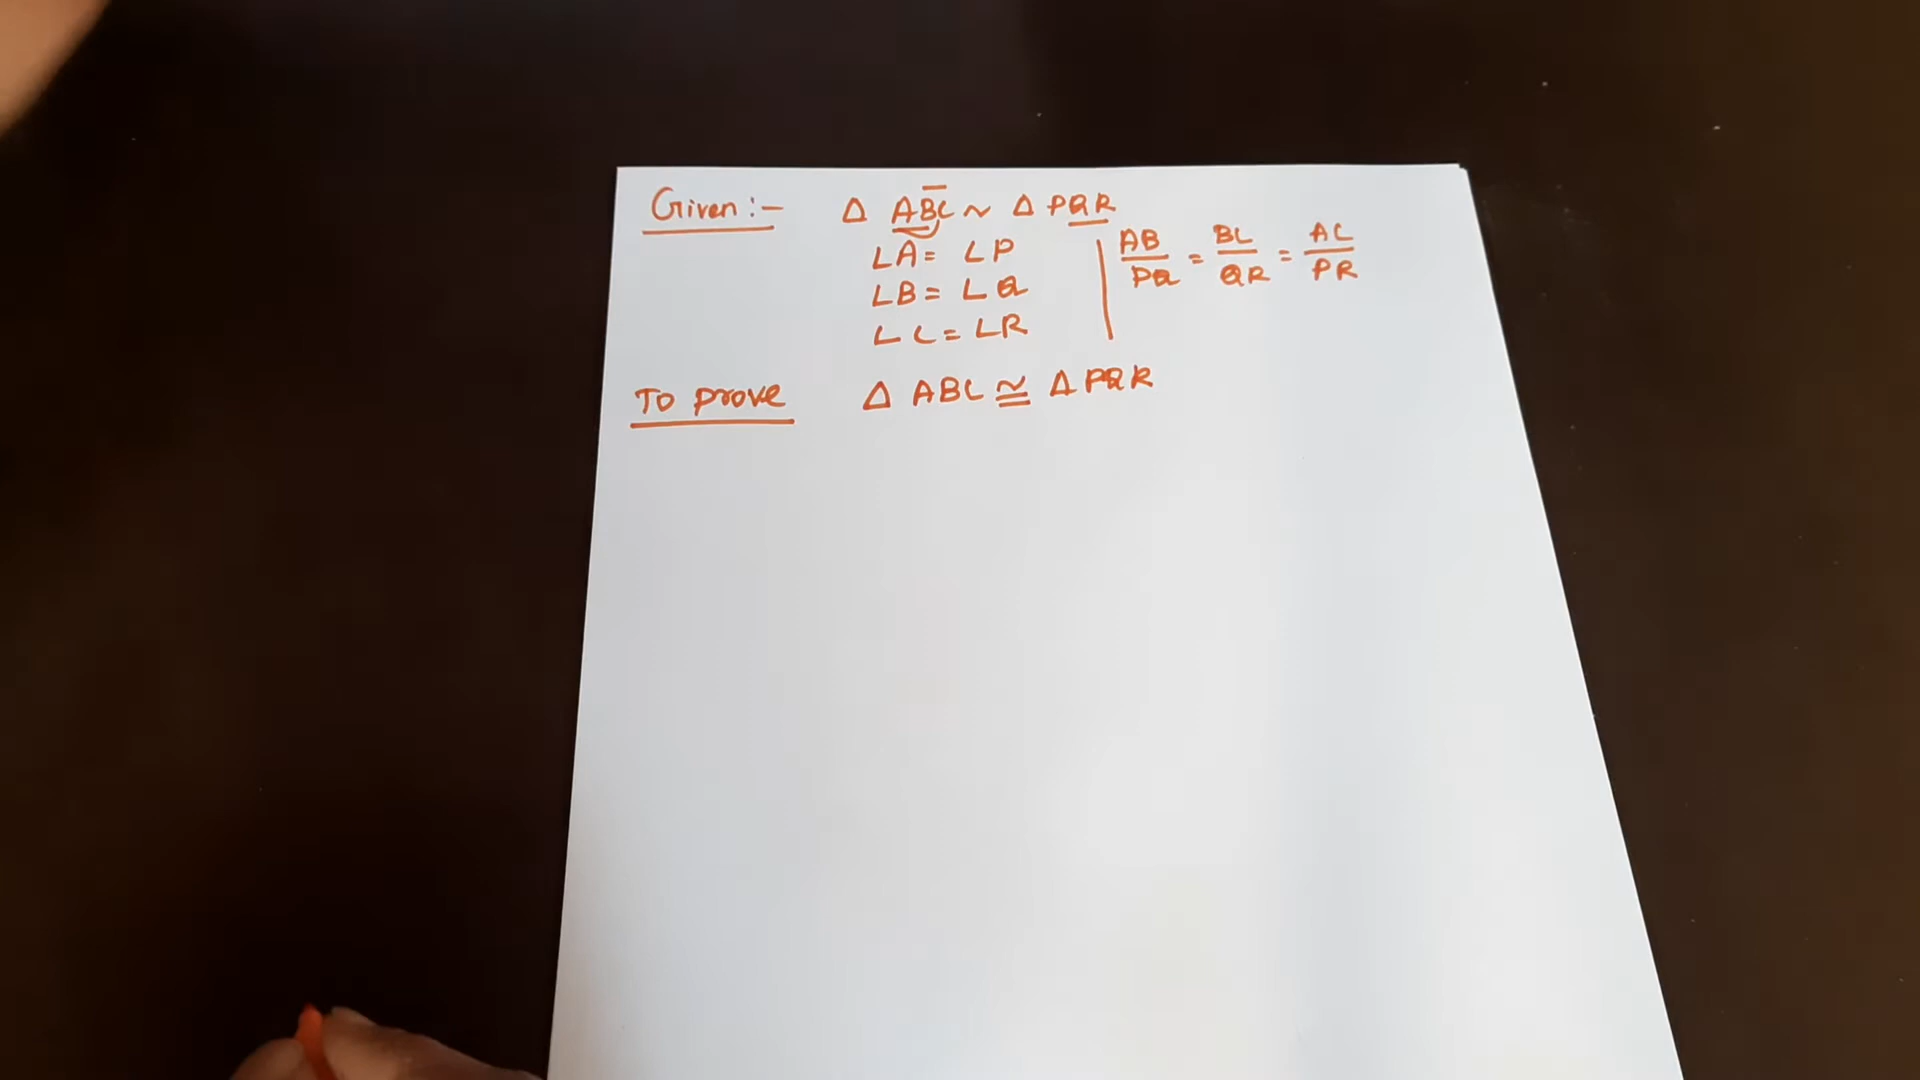 Given :- Δ ABC ~ Δ PQR
∠A = ∠P
∠B = ∠Q
∠C = ∠R
AB/PQ = BC/QR = AC/PR
To prove Δ ABC ≅ Δ PQR